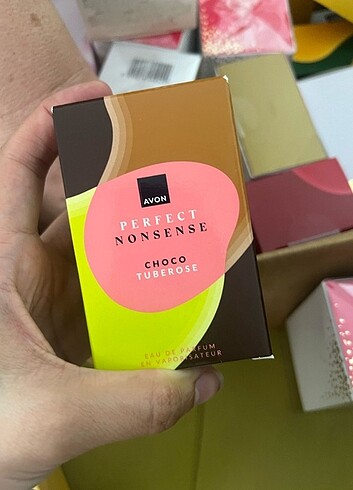 AVON
PERFECT
NONSENSE
CHOCO
TUBEROSE
EAU DE PARFUM
EN VAPORISATEUR